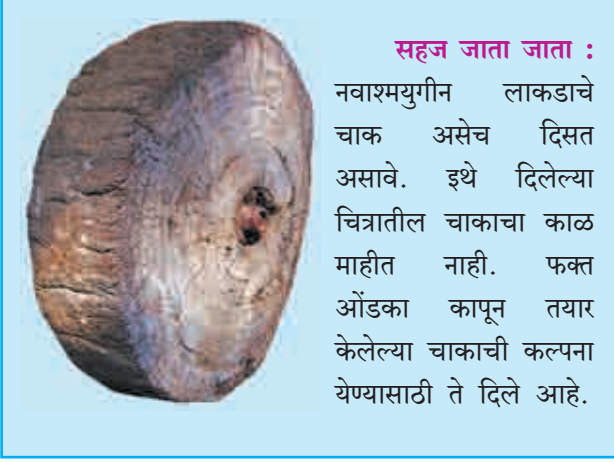 सहज जाता जाता :
नवाश्मयुगीन लाकडाचे
चाक असेच दिसत
असावे. इथे दिलेल्या
चित्रातील चाकाचा काळ
माहीत नाही. फक्त
ओंडका कापून तयार
केलेल्या चाकाची कल्पना
येण्यासाठी ते दिले आहे.